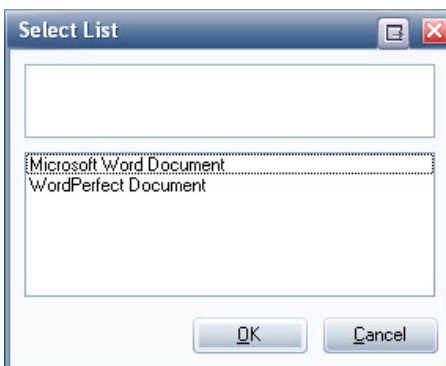 Select List
Microsoft Word Document
WordPerfect Document
OK
Cancel